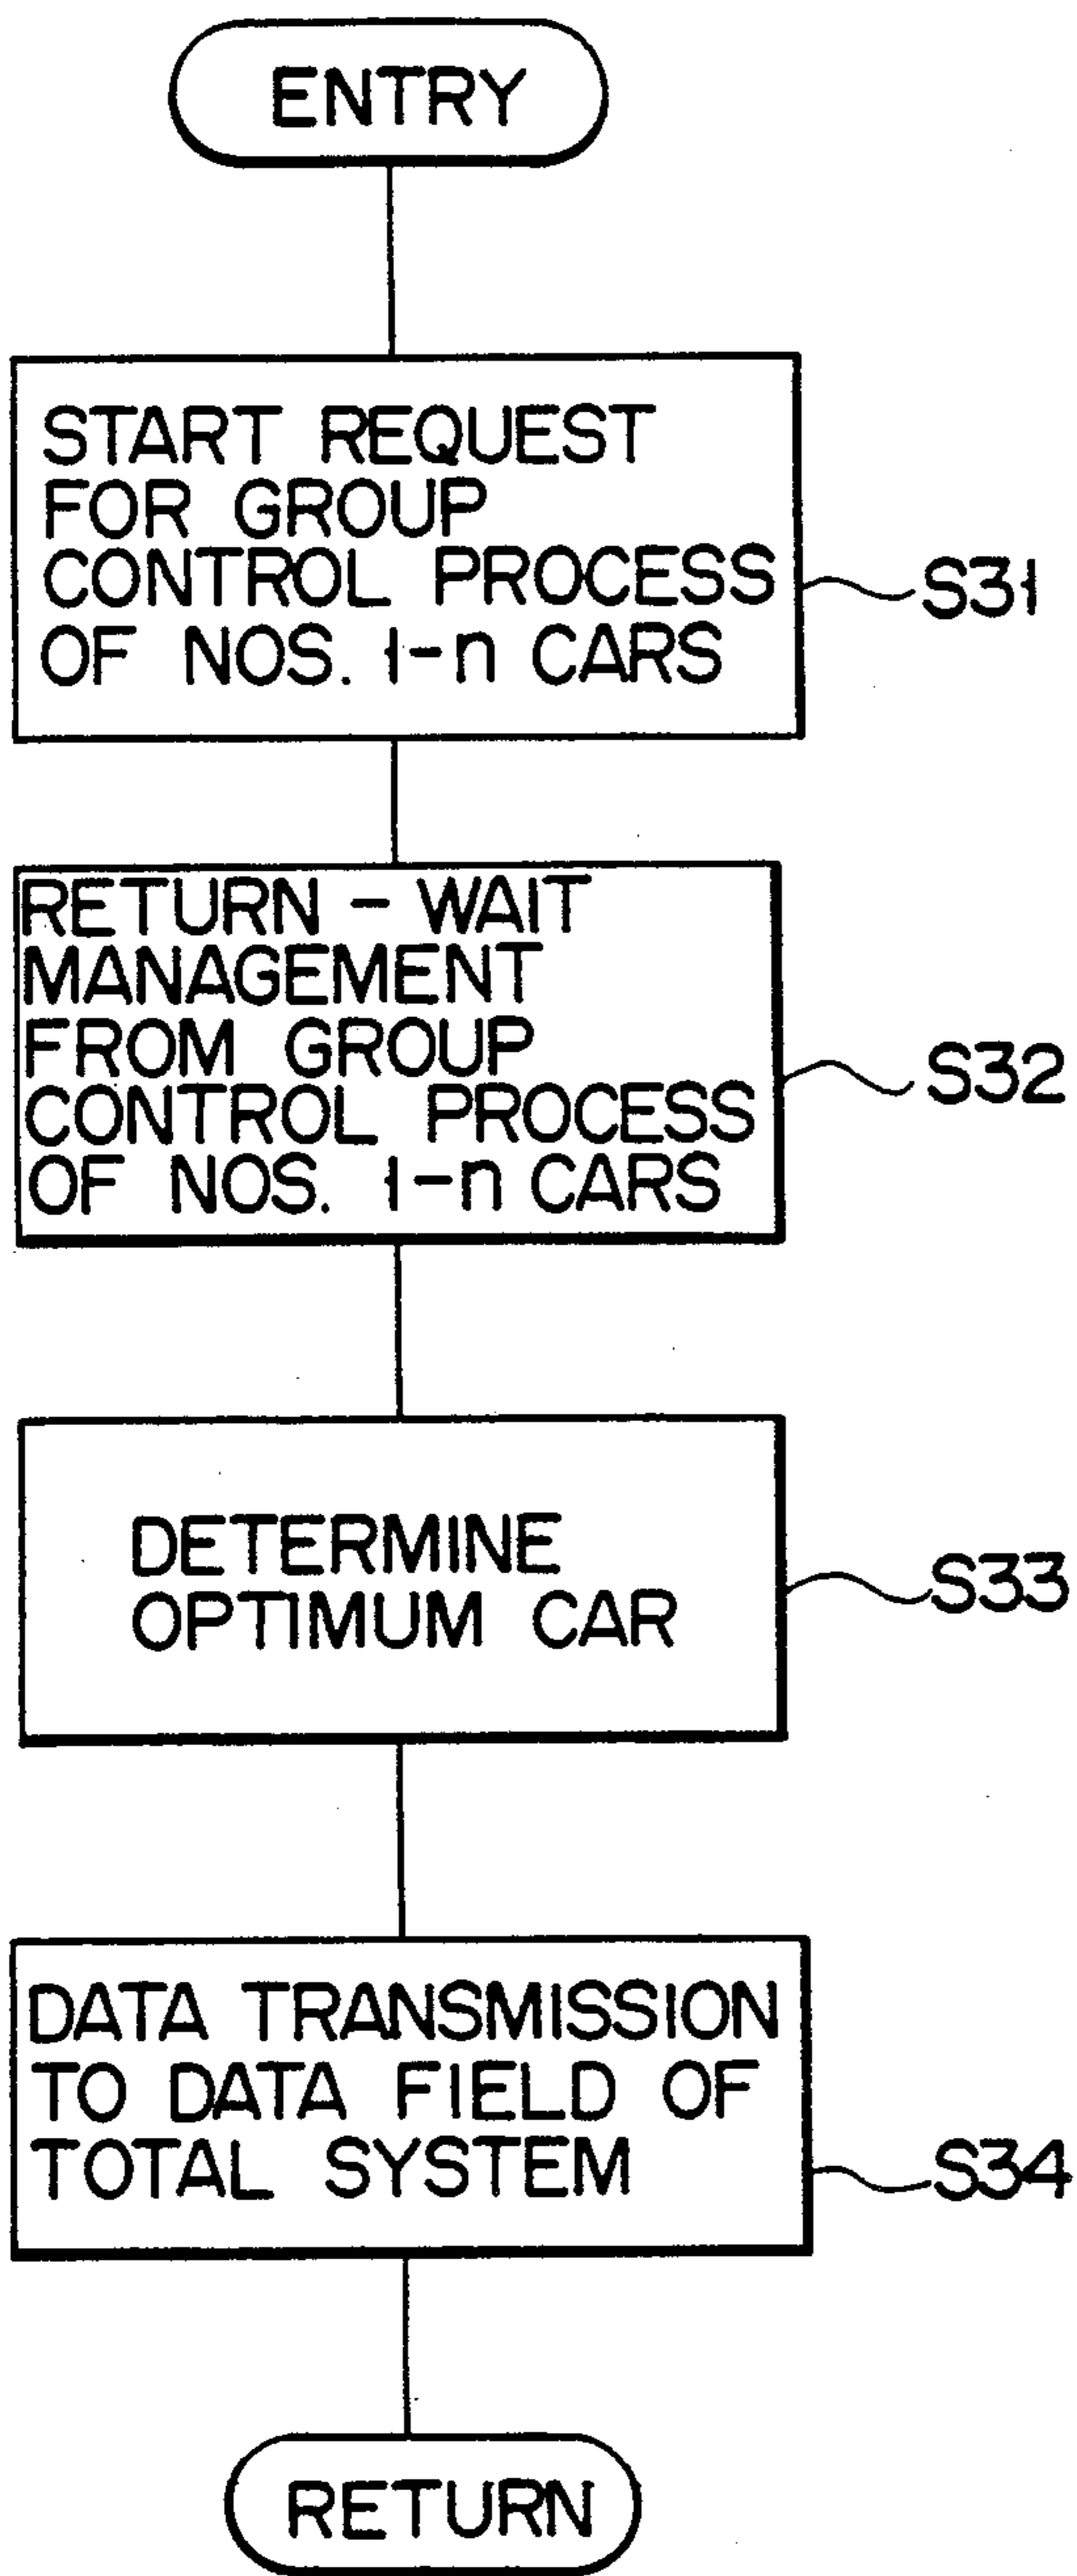 ENTRY
START REQUEST
FOR GROUP
CONTROL PROCESS
OF NOS. 1-n CARS
S31
RETURN - WAIT
MANAGEMENT
FROM GROUP
CONTROL PROCESS
OF NOS. 1-n CARS
S32
DETERMINE
OPTIMUM CAR
S33
DATA TRANSMISSION
TO DATA FIELD OF
TOTAL SYSTEM
S34
RETURN